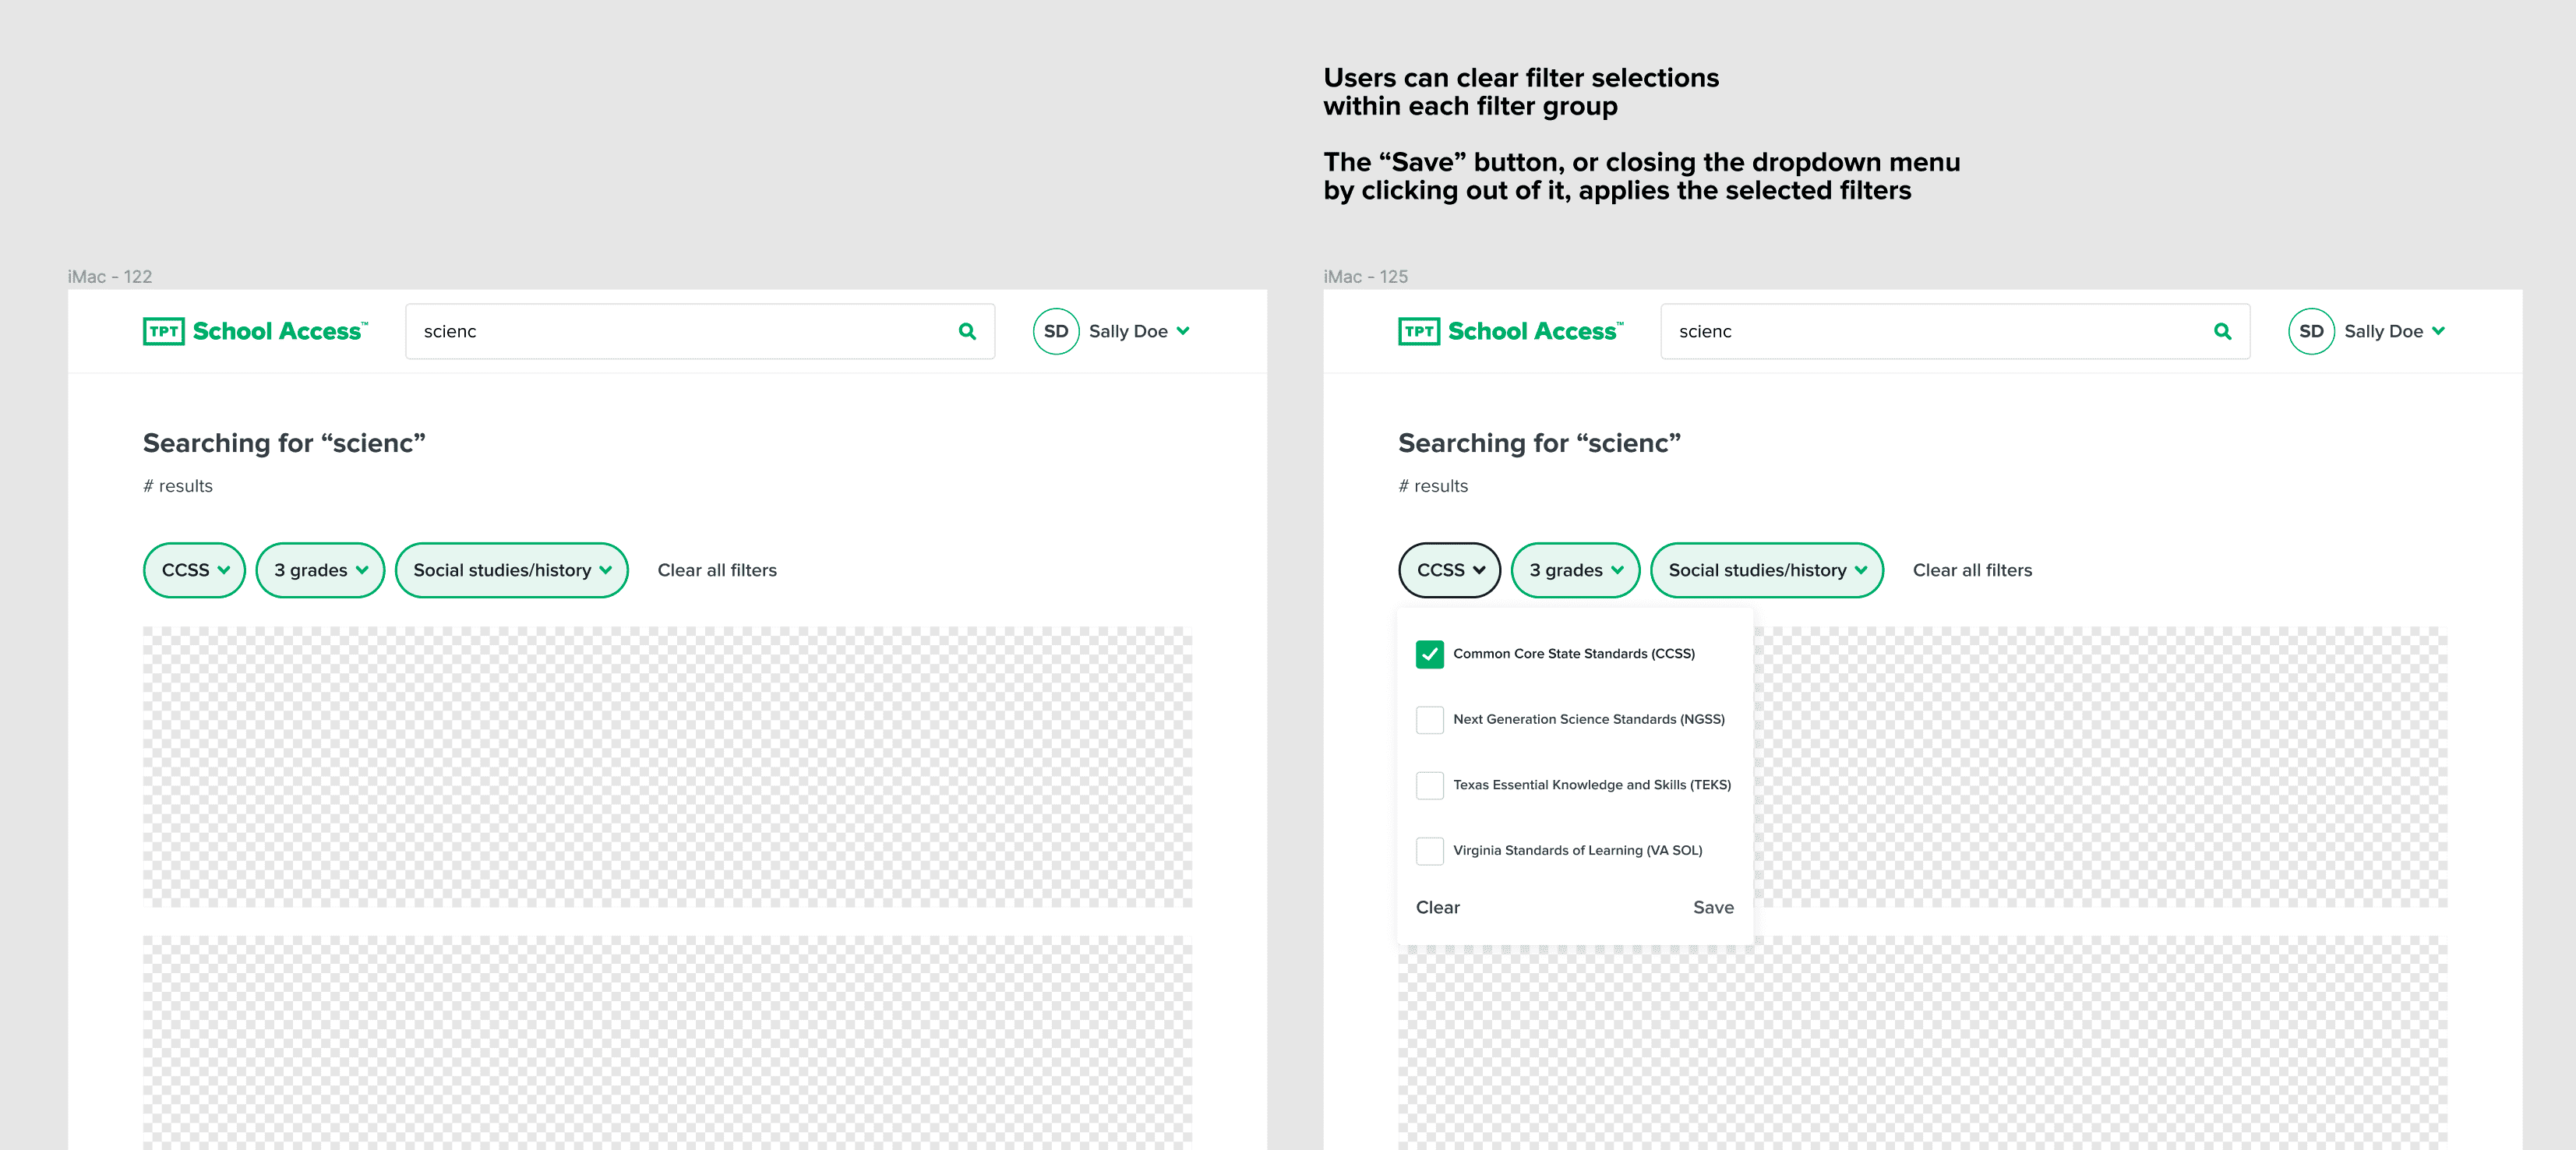 Users can clear filter selections
within each filter group
The “Save” button, or closing the dropdown menu
by clicking out of it, applies the selected filters
iMac - 122
TPT School Access™
scienc
SD Sally Doe
Searching for “scienc”
# results
CCSS 3 grades Social studies/history Clear all filters
iMac - 125
TPT School Access™
scienc
SD Sally Doe
Searching for “scienc”
# results
CCSS 3 grades Social studies/history Clear all filters
Common Core State Standards (CCSS)
Next Generation Science Standards (NGSS)
Texas Essential Knowledge and Skills (TEKS)
Virginia Standards of Learning (VA SOL)
Clear Save